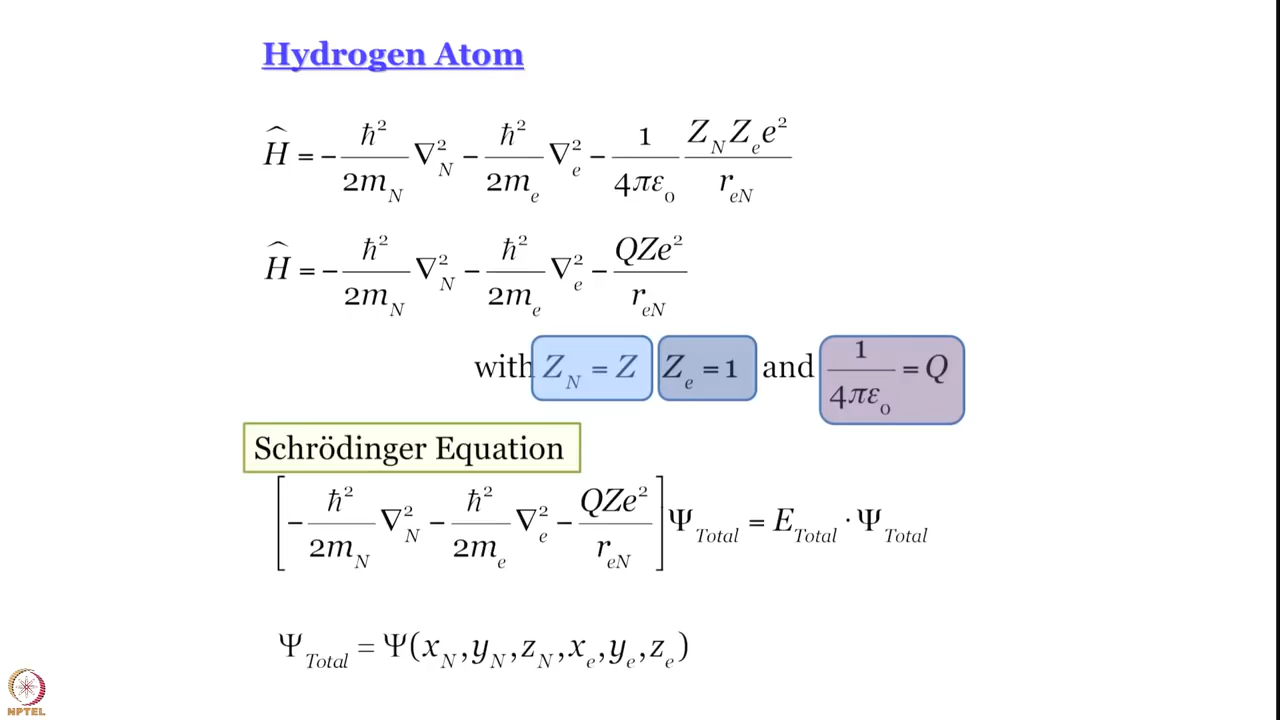 Hydrogen Atom
Ĥ = − ℏ²/2m_N ∇²_N − ℏ²/2m_e ∇²_e − 1/4πε₀ Z_N Z_e e²/r_eN
Ĥ = − ℏ²/2m_N ∇²_N − ℏ²/2m_e ∇²_e − QZe²/r_eN
with Z_N = Z Z_e = 1 and 1/4πε₀ = Q
Schrödinger Equation
[− ℏ²/2m_N ∇²_N − ℏ²/2m_e ∇²_e − QZe²/r_eN] Ψ_Total = E_Total · Ψ_Total
Ψ_Total = Ψ(x_N, y_N, z_N, x_e, y_e, z_e)
NPTEL